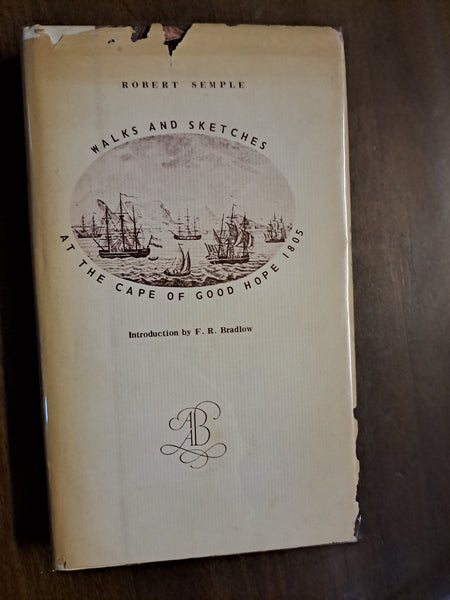 ROBERT SEMPLE
WALKS AND SKETCHES
AT THE CAPE OF GOOD HOPE 1805
Introduction by F. R. Bradlow
AB